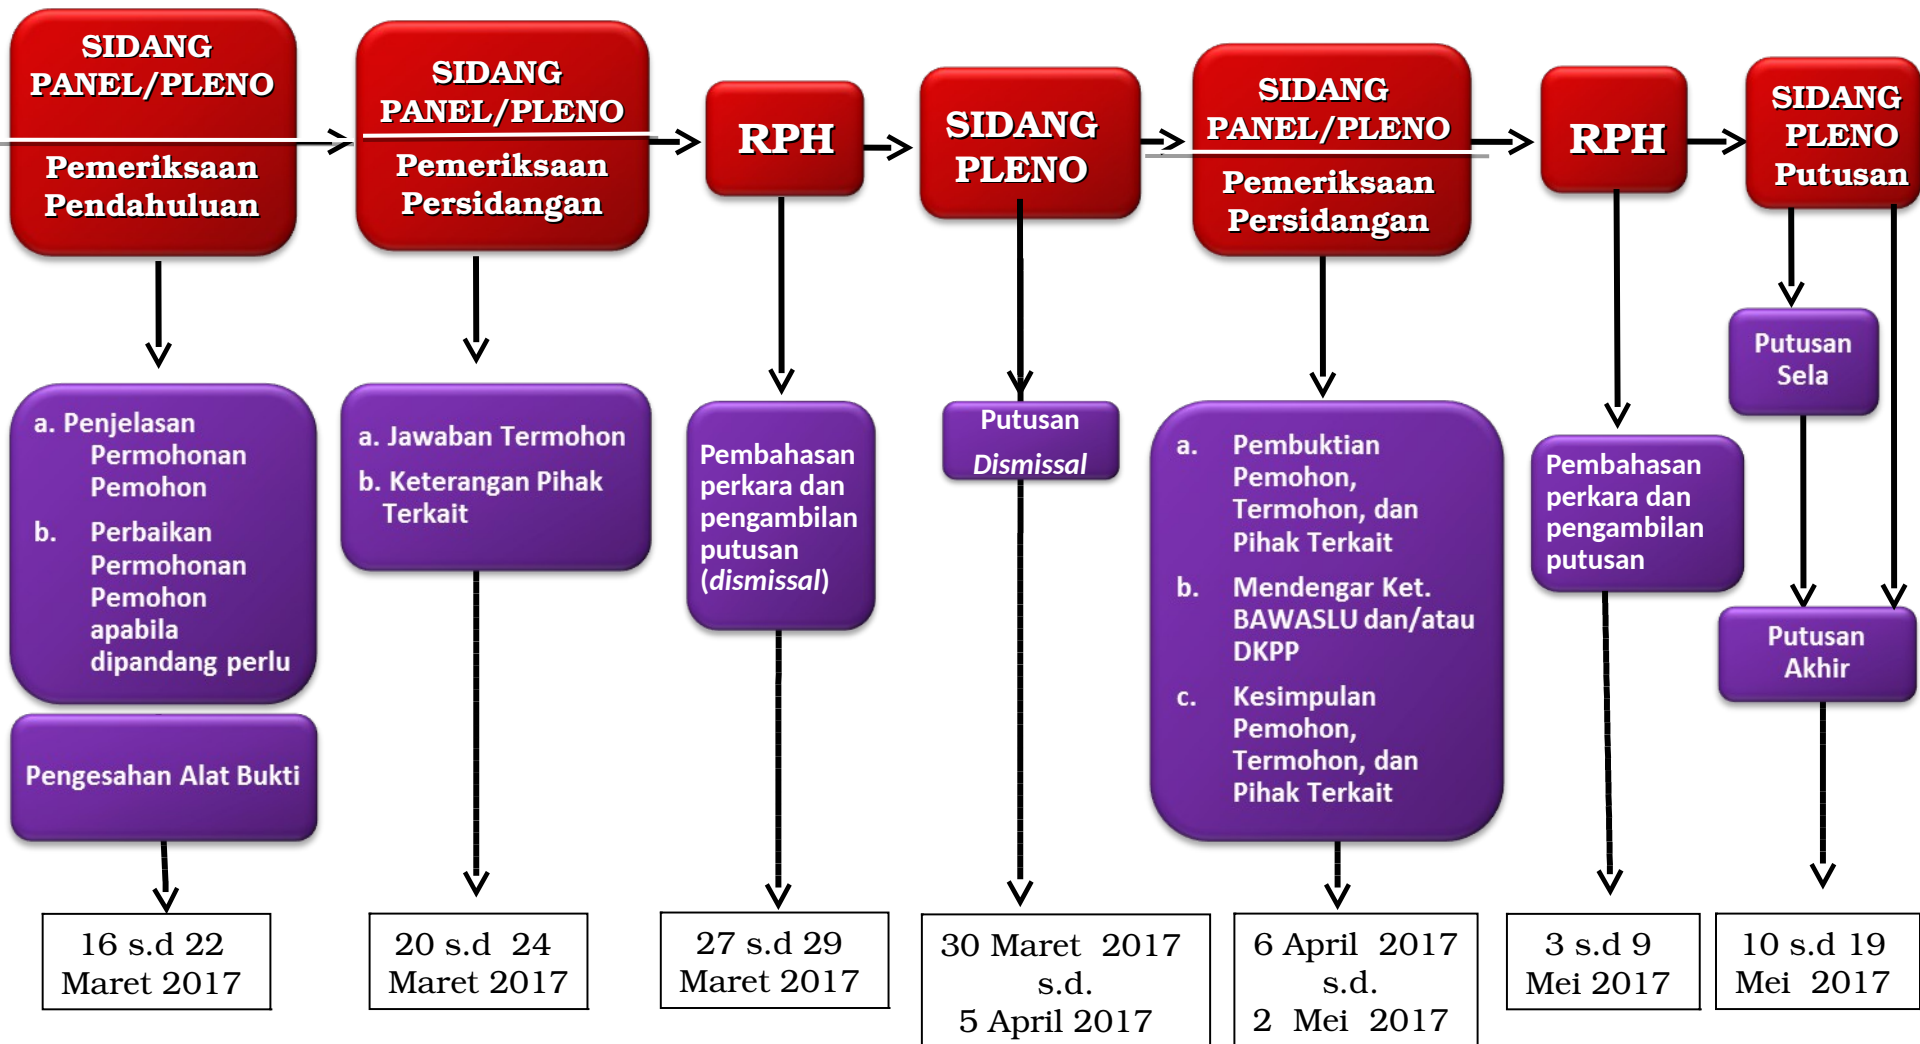 SIDANG
PANEL/PLENO
Pemeriksaan
Pendahuluan
SIDANG
PANEL/PLENO
Pemeriksaan
Persidangan
RPH
SIDANG
PLENO
SIDANG
PANEL/PLENO
Pemeriksaan
Persidangan
RPH
SIDANG
PLENO
Putusan
a. Penjelasan
Permohonan
Pemohon
b. Perbaikan
Permohonan
Pemohon
apabila
dipandang perlu
Pengesahan Alat Bukti
a. Jawaban Termohon
b. Keterangan Pihak
Terkait
Pembahasan
perkara dan
pengambilan
putusan
(dismissal)
Putusan
Dismissal
a. Pembuktian
Pemohon,
Termohon, dan
Pihak Terkait
b. Mendengar Ket.
BAWASLU dan/atau
DKPP
c. Kesimpulan
Pemohon,
Termohon, dan
Pihak Terkait
Pembahasan
perkara dan
pengambilan
putusan
Putusan
Sela
Putusan
Akhir
16 s.d 22
Maret 2017
20 s.d 24
Maret 2017
27 s.d 29
Maret 2017
30 Maret 2017
s.d.
5 April 2017
6 April 2017
s.d.
2 Mei 2017
3 s.d 9
Mei 2017
10 s.d 19
Mei 2017